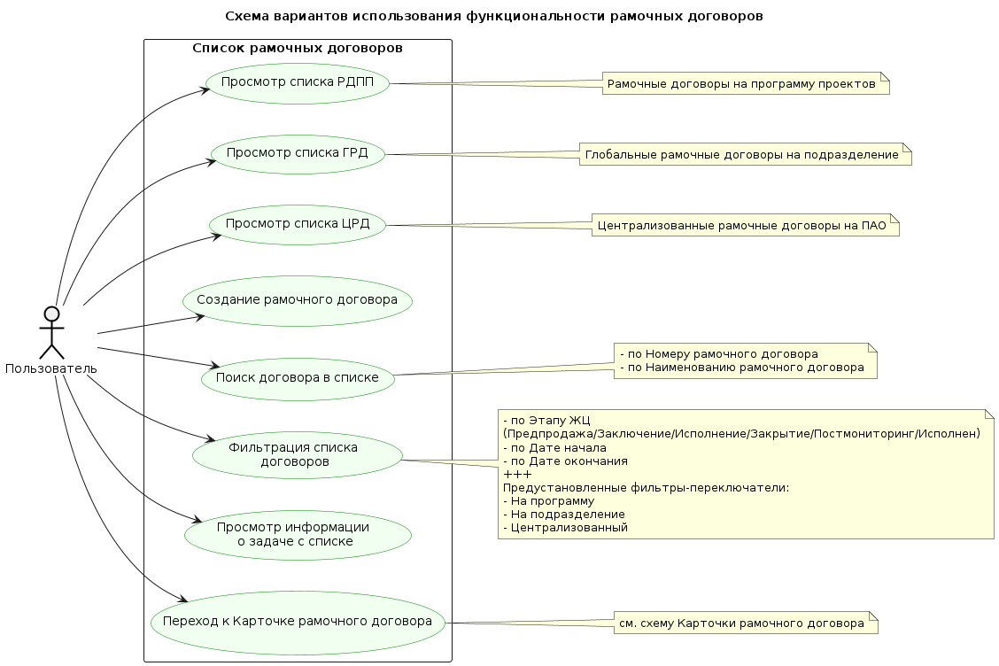 Схема вариантов использования функциональности рамочных договоров
Список рамочных договоров
Просмотр списка РДПП
Рамочные договоры на программу проектов
Просмотр списка ГРД
Глобальные рамочные договоры на подразделение
Просмотр списка ЦРД
Централизованные рамочные договоры на ПАО
Создание рамочного договора
Пользователь
Поиск договора в списке
- по Номеру рамочного договора
- по Наименованию рамочного договора
Фильтрация списка
договоров
- по Этапу ЖЦ
(Предпродажа/Заключение/Исполнение/Закрытие/Постмониторинг/Исполнен)
- по Дате начала
- по Дате окончания
+++
Предустановленные фильтры-переключатели:
- На программу
- На подразделение
- Централизованный
Просмотр информации
о задаче с списке
Переход к Карточке рамочного договора
см. схему Карточки рамочного договора